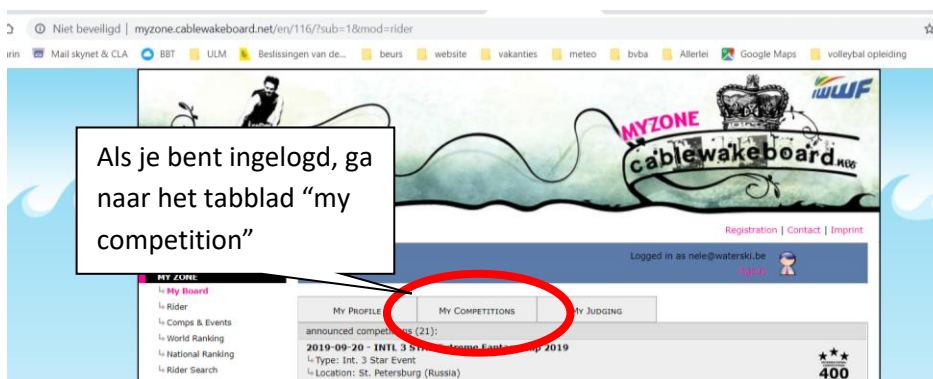 Niet beveiligd | myzone.cablewakeboard.net/en/116/?sub=1&mod=rider
Mail skynet & CLA BBT ULM Beslissingen van de... beurs website vakanties meteo bvba Allerlei Google Maps volleybal opleiding
iwwf
MYZONE
cablewakeboard.net
Als je bent ingelogd, ga
naar het tabblad “my
competition”
Registration | Contact | Imprint
Logged in as nele@waterski.be
MY ZONE
My Board
Rider
Comps & Events
World Ranking
National Ranking
Rider Search
MY PROFILE MY COMPETITIONS MY JUDGING
announced competitions (21):
2019-09-20 - INTL 3 2019
Type: Int. 3 Star Event
Location: St. Petersburg (Russia)
400